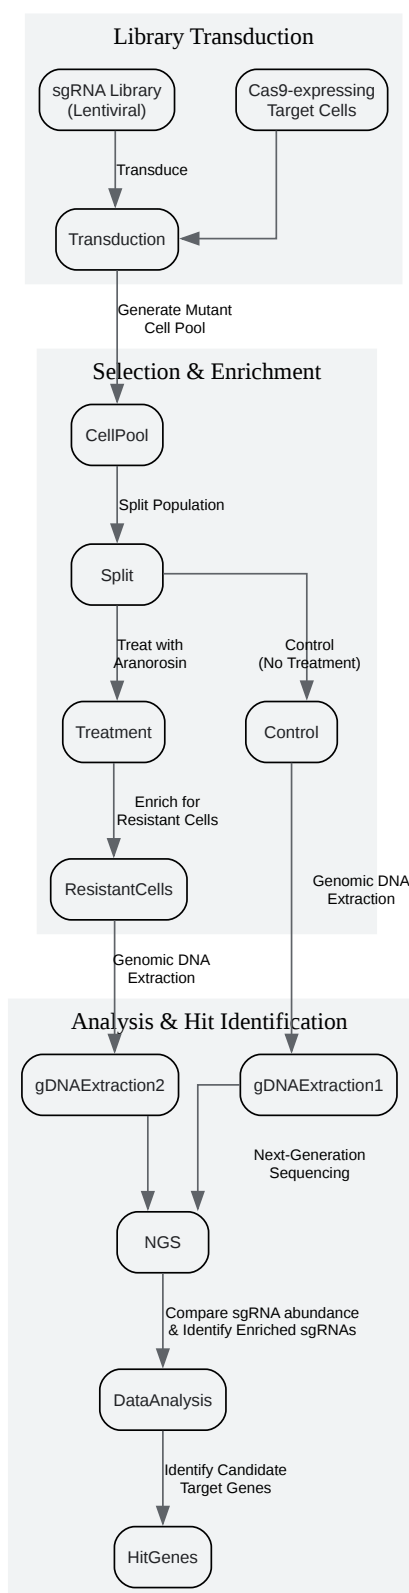 Library Transduction
sgRNA Library
(Lentiviral)
Cas9-expressing
Target Cells
Transduce
Transduction
Generate Mutant
Cell Pool
Selection & Enrichment
CellPool
Split Population
Split
Treat with
Aranorosin
Control
(No Treatment)
Treatment
Control
Enrich for
Resistant Cells
ResistantCells
Genomic DNA
Extraction
Genomic DNA
Extraction
Analysis & Hit Identification
gDNAExtraction2
gDNAExtraction1
Next-Generation
Sequencing
NGS
Compare sgRNA abundance
& Identify Enriched sgRNAs
DataAnalysis
Identify Candidate
Target Genes
HitGenes